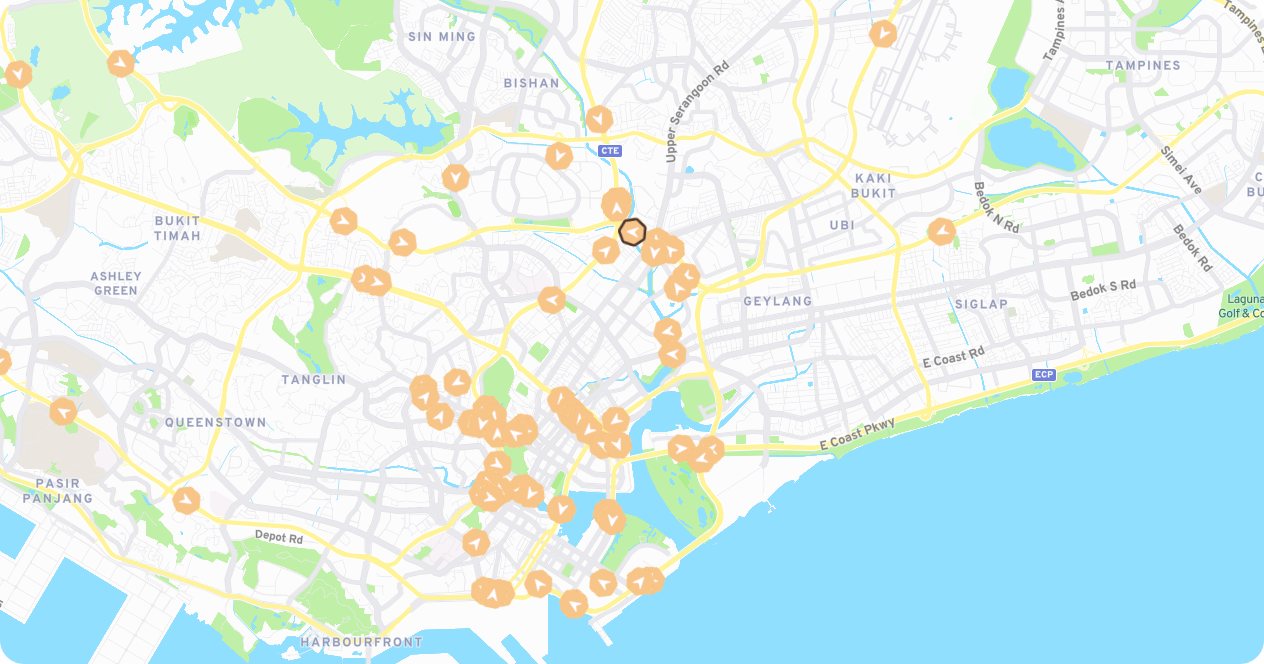 SIN MING
BISHAN
Upper Serangoon Rd
Tampines A
Tampines
TAMPINES
CTE
Simei Ave
KAKI
BUKIT
Bedok N Rd
UBI
BUKIT
TIMAH
Bedok Rd
ASHLEY
GREEN
GEYLANG
SIGLAP
Bedok S Rd
Laguna
Golf & Co
E Coast Rd
ECP
TANGLIN
QUEENSTOWN
E Coast Pkwy
PASIR
PANJANG
Depot Rd
HARBOURFRONT